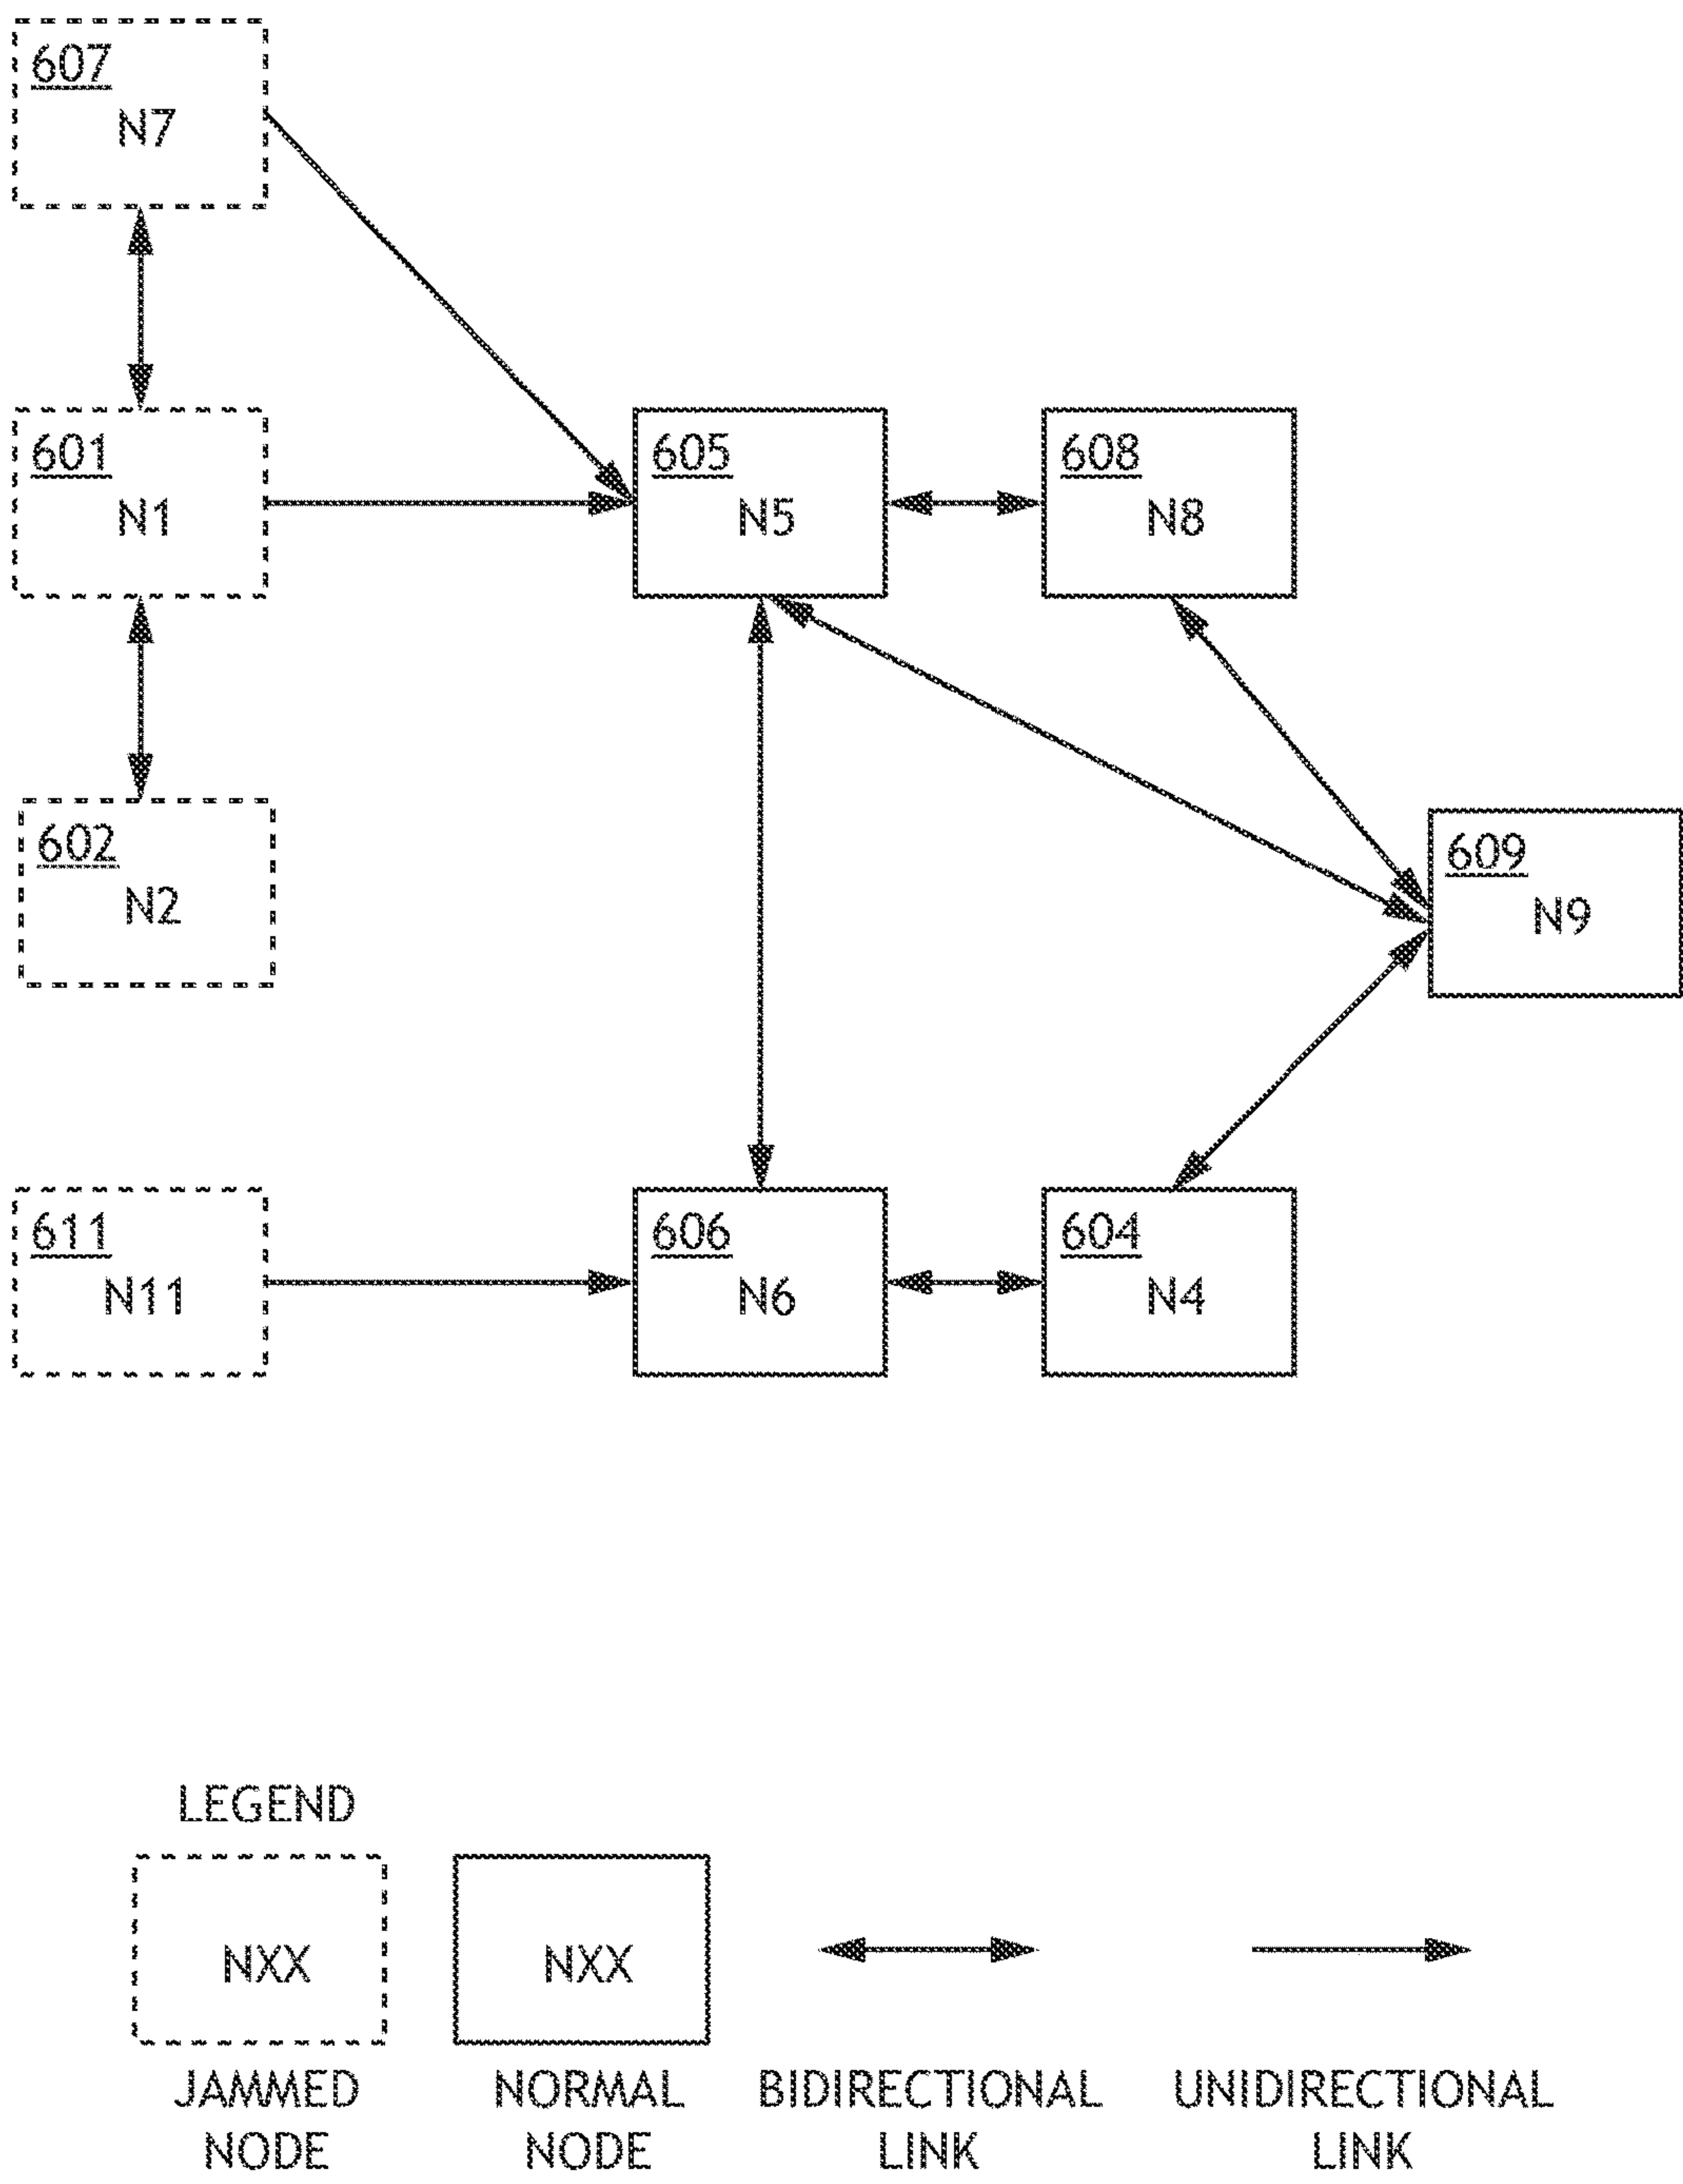 607
N7
601
N1
605
N5
608
N8
602
N2
609
N9
611
N11
606
N6
604
N4
LEGEND
NXX
NXX
JAMMED
NODE
NORMAL
NODE
BIDIRECTIONAL
LINK
UNIDIRECTIONAL
LINK